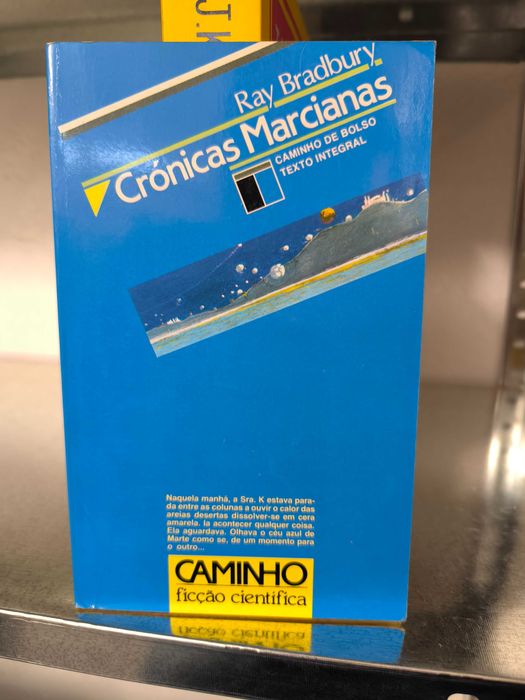 J.K
Ray Bradbury
Crónicas Marcianas
CAMINHO DE BOLSO
TEXTO INTEGRAL
Naquela manhã, a Sra. K estava para-
da entre as colunas a ouvir o calor das
areias desertas dissolver-se em cera
amarela. Ia acontecer qualquer coisa.
Ela aguardava. Olhava o céu azul de
Marte como se, de um momento para
o outro...
CAMINHO
ficção científica